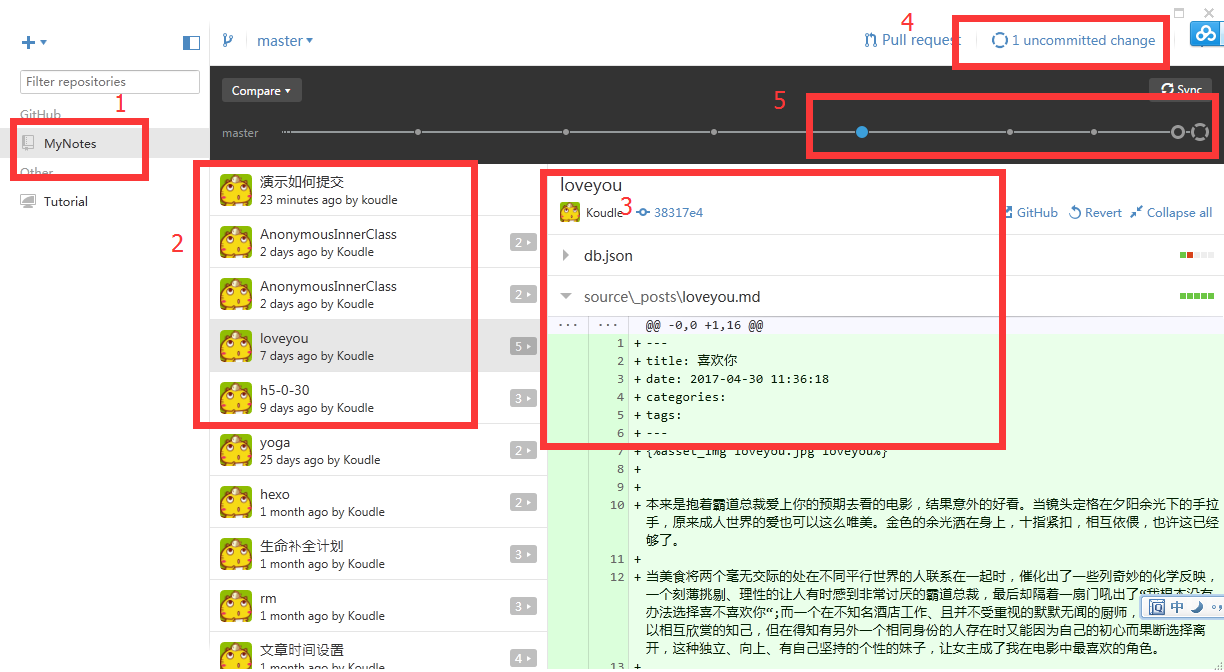 4
master
Pull request
1 uncommitted change
Filter repositories
1
GitHub
MyNotes
Other
Tutorial
Compare
5
Sync
master
2
演示如何提交
23 minutes ago by koudle
AnonymousInnerClass
2 days ago by Koudle
2
AnonymousInnerClass
2 days ago by Koudle
2
loveyou
7 days ago by Koudle
5
h5-0-30
9 days ago by Koudle
3
yoga
25 days ago by Koudle
2
hexo
1 month ago by Koudle
2
生命补全计划
1 month ago by Koudle
3
rm
1 month ago by Koudle
3
文章时间设置
1 month ago by Koudle
4
loveyou
3
Koudle 38317e4
GitHub Revert Collapse all
db.json
source\_posts\loveyou.md
... ... @@ -0,0 +1,16 @@
1 + ---
2 + title: 喜欢你
3 + date: 2017-04-30 11:36:18
4 + categories:
5 + tags:
6 + ---
7 + {%asset_img loveyou.jpg loveyou%}
8 +
9 +
10 + 本来是抱着霸道总裁爱上你的预期去看的电影，结果意外的好看。当镜头定格在夕阳余光下的手拉
手，原来成人世界的爱也可以这么唯美。金色的余光洒在身上，十指紧扣，相互依偎，也许这已经
够了。
11 +
12 + 当美食将两个毫无交际的处在不同平行世界的人联系在一起时，催化出了一些列奇妙的化学反映，
一个刻薄挑剔、理性的让人有时感到非常讨厌的霸道总裁，最后却隔着一扇门吼出了“我根本没有
办法选择喜不喜欢你“;而一个在不知名酒店工作、且并不受重视的默默无闻的厨师，
以相互欣赏的知己，但在得知有另外一个相同身份的人存在时又能因为自己的初心而果断选择离
开，这种独立、向上、有自己坚持的个性的妹子，让女主成了我在电影中最喜欢的角色。
13 +
中